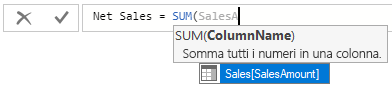 Net Sales = SUM(SalesA
SUM(ColumnName)
Somma tutti i numeri in una colonna.
Sales[SalesAmount]